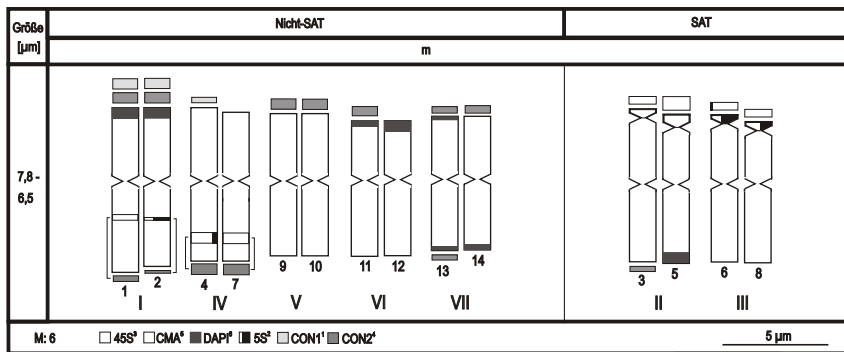 Größe
[µm]
Nicht-SAT
SAT
m
7,8 -
6,5
1 2 4 7 9 10 11 12 13 14 3 5 6 8
I IV V VI VII II III
M: 6 45S³ CMA⁶ DAPI⁶ 5S² CON1¹ CON2⁴ 5 µm